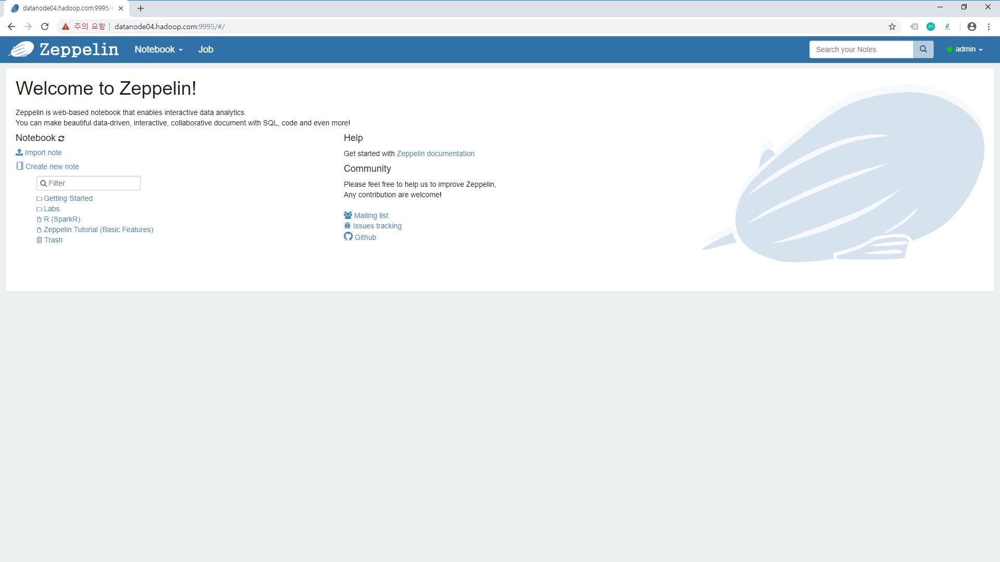 datanode04.hadoop.com:9995/#
주의 요함
datanode04.hadoop.com:9995/#/
m
Zeppelin
Notebook
Job
Search your Notes
admin
Welcome to Zeppelin!
Zeppelin is web-based notebook that enables interactive data analytics.
You can make beautiful data-driven, interactive, collaborative document with SQL, code and even more!
Notebook
Import note
Create new note
Filter
Getting Started
Labs
R (SparkR)
Zeppelin Tutorial (Basic Features)
Trash
Help
Get started with Zeppelin documentation
Community
Please feel free to help us to improve Zeppelin,
Any contribution are welcome!
Mailing list
Issues tracking
Github